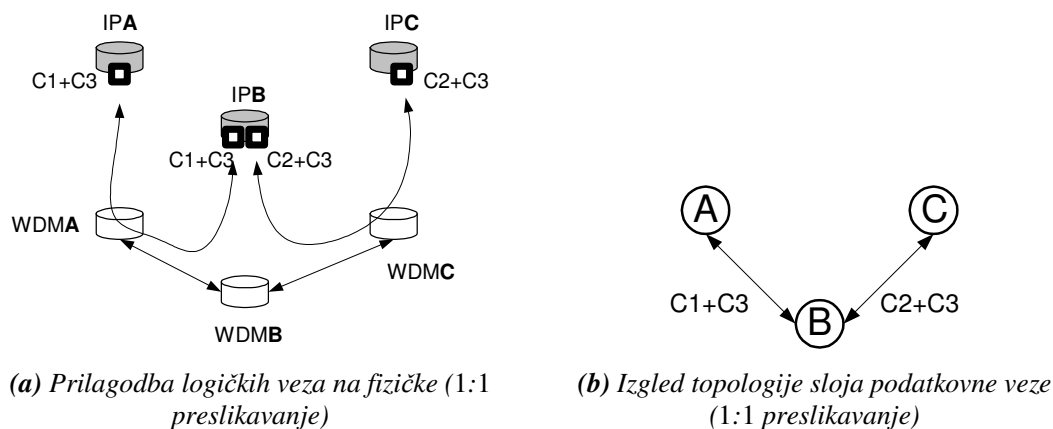 IPA
IPC
C1+C3
C2+C3
IPB
C1+C3
C2+C3
WDMA
WDMC
WDMB
A
C
C1+C3
C2+C3
B
(a) Prilagodba logičkih veza na fizičke (1:1
preslikavanje)
(b) Izgled topologije sloja podatkovne veze
(1:1 preslikavanje)